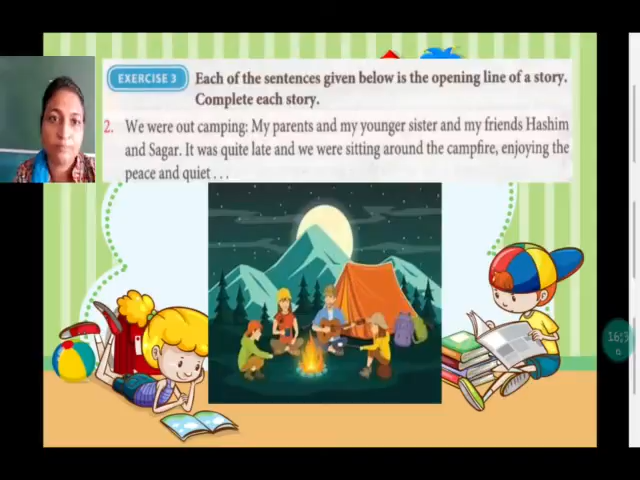 EXERCISE 3 Each of the sentences given below is the opening line of a story.
Complete each story.
2. We were out camping: My parents and my younger sister and my friends Hashim
and Sagar. It was quite late and we were sitting around the campfire, enjoying the
peace and quiet . . .